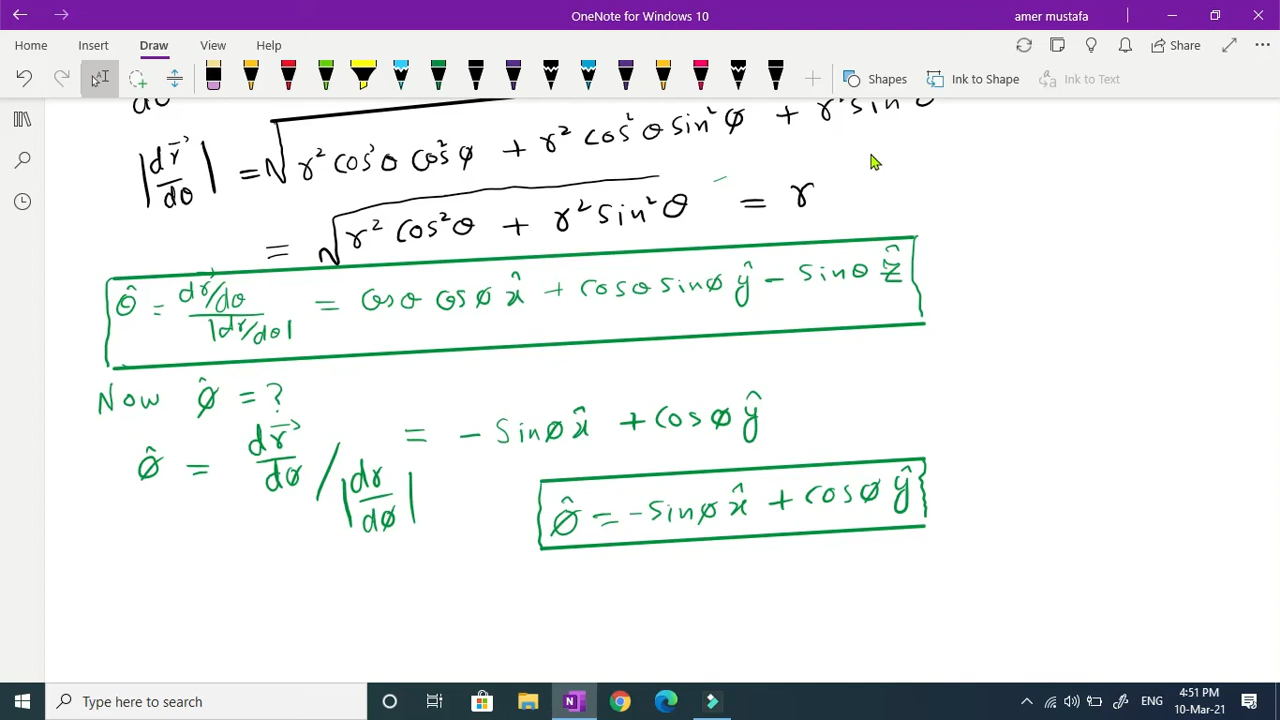 OneNote for Windows 10
amer mustafa
Home Insert Draw View Help
Share
Shapes Ink to Shape Ink to Text
|dr⃗/dθ| = √(r² cos²θ cos²φ + r² cos²θ sin²φ + r² sin²θ)
= √(r² cos²θ + r² sin²θ) = r
θ̂ = dr⃗/dθ / |dr/dθ| = cosθ cosφ x̂ + cosθ sinφ ŷ - sinθ ẑ
Now φ̂ = ?
φ̂ = dr⃗/dφ / |dr/dφ| = - sinφ x̂ + cosφ ŷ
φ̂ = -sinφ x̂ + cosφ ŷ
Type here to search
ENG
4:51 PM
10-Mar-21